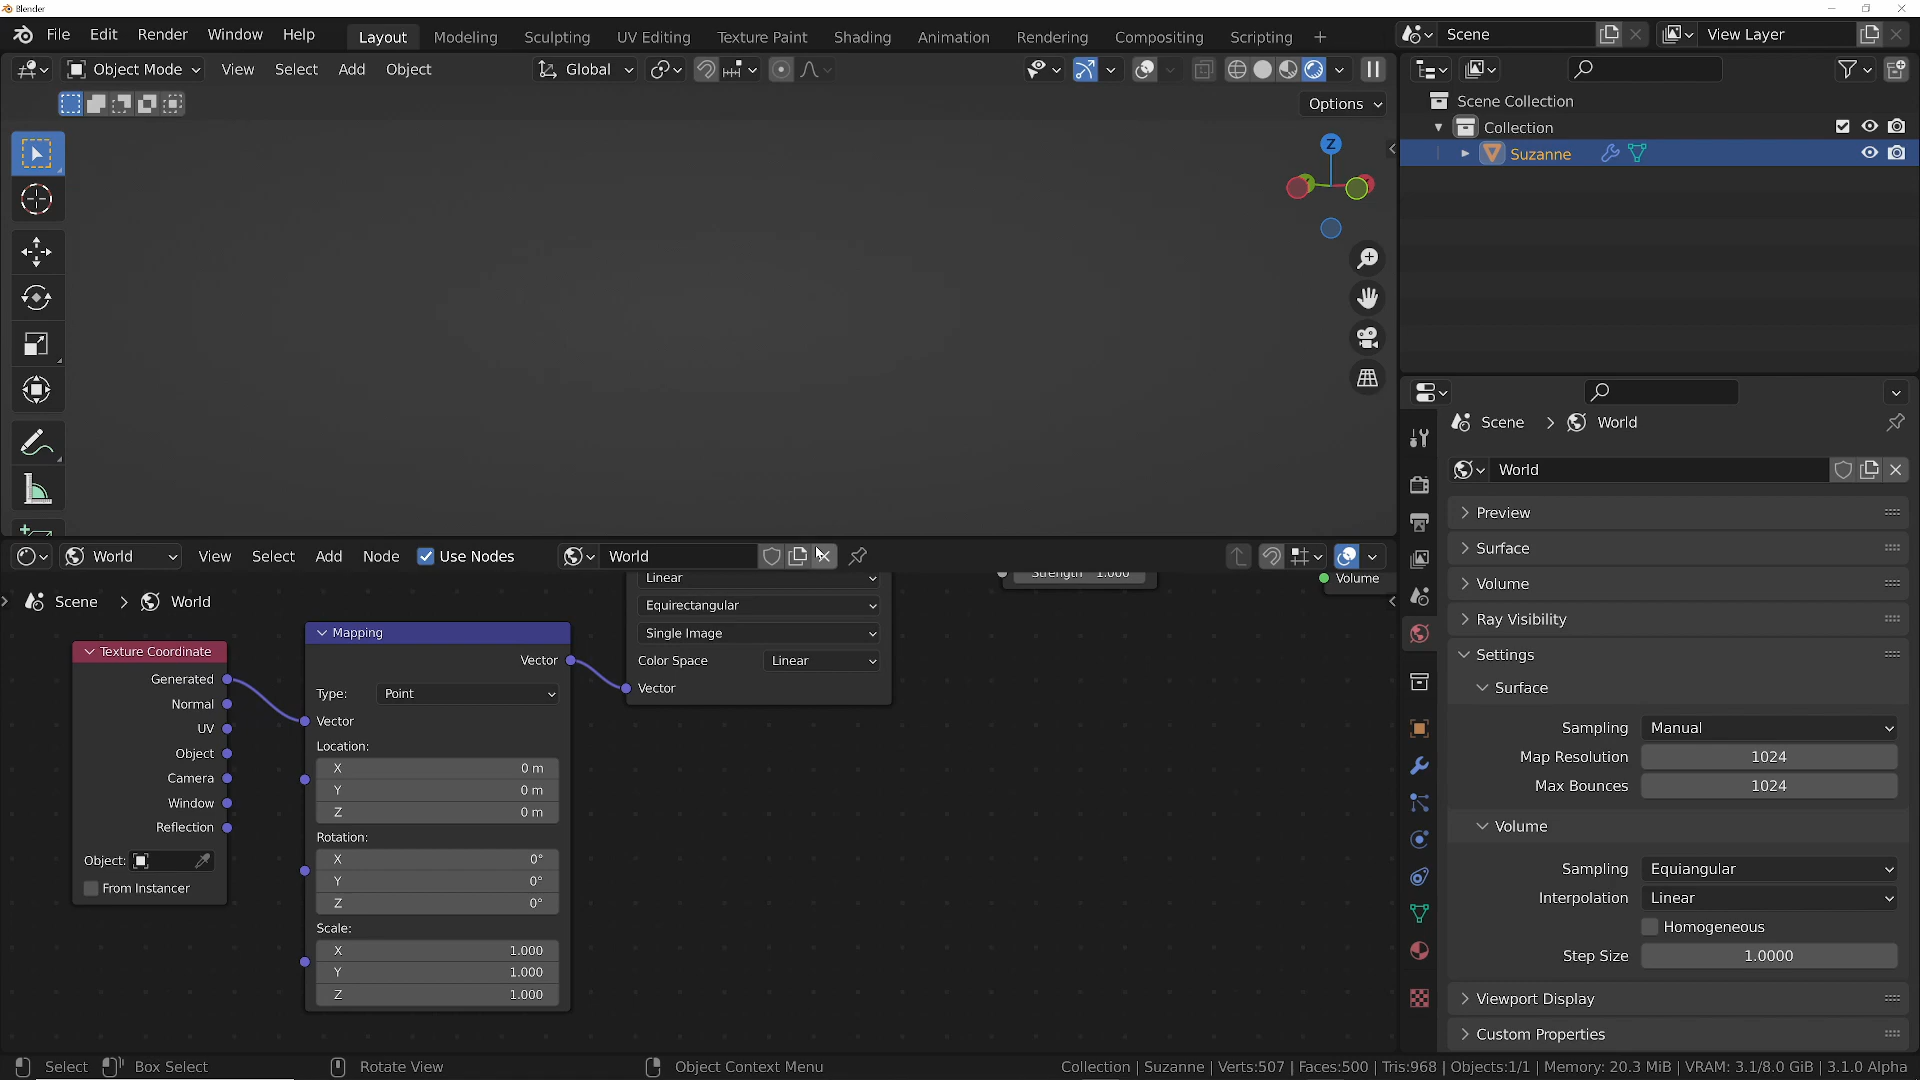 Blender
File Edit Render Window Help Layout Modeling Sculpting UV Editing Texture Paint Shading Animation Rendering Compositing Scripting + Scene View Layer
Object Mode View Select Add Object Global
Options
Z
Scene Collection
Collection
Suzanne
Scene > World
World
Preview
Surface
Volume
Ray Visibility
Settings
Surface
Sampling Manual
Map Resolution 1024
Max Bounces 1024
Volume
Sampling Equiangular
Interpolation Linear
Homogeneous
Step Size 1.0000
Viewport Display
Custom Properties
World View Select Add Node Use Nodes World
Scene > World
Texture Coordinate
Generated
Normal
UV
Object
Camera
Window
Reflection
Object:
From Instancer
Mapping
Vector
Type: Point
Vector
Location:
X 0 m
Y 0 m
Z 0 m
Rotation:
X 0°
Y 0°
Z 0°
Scale:
X 1.000
Y 1.000
Z 1.000
Linear
Equirectangular
Single Image
Color Space Linear
Vector
Strength 1.000
Volume
Select Box Select Rotate View Object Context Menu Collection | Suzanne | Verts:507 | Faces:500 | Tris:968 | Objects:1/1 | Memory: 20.3 MiB | VRAM: 3.1/8.0 GiB | 3.1.0 Alpha